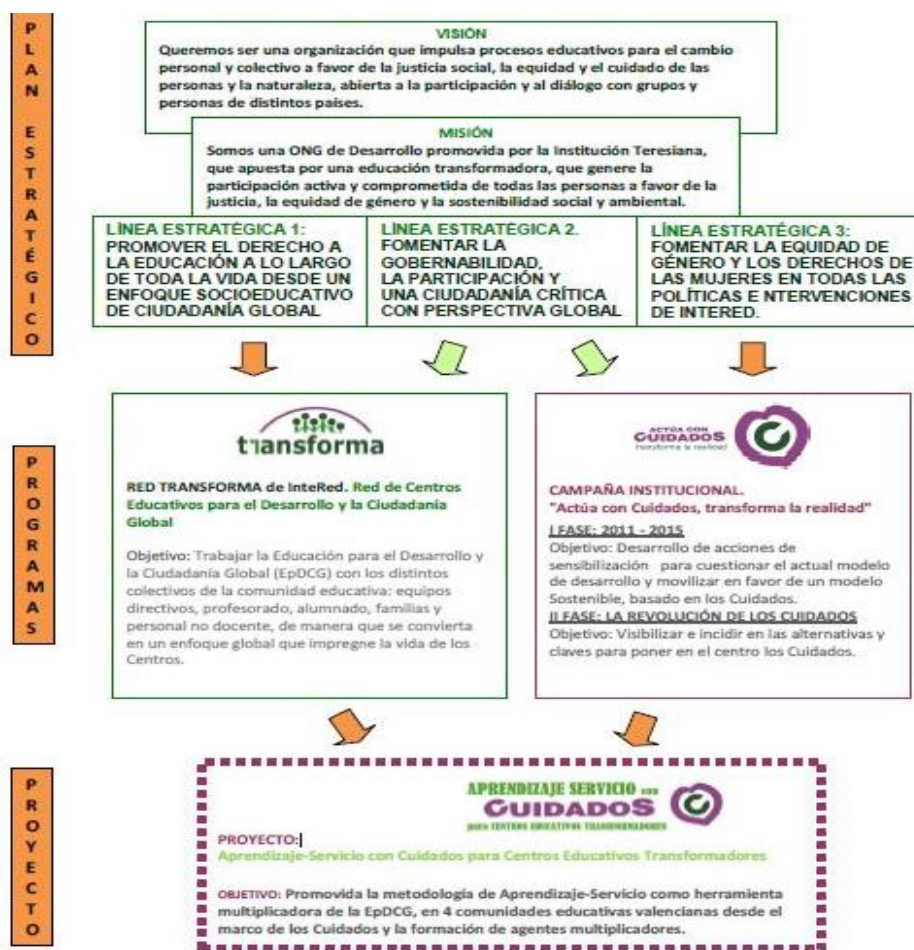 PLAN ESTRATÉGICO
VISIÓN
Queremos ser una organización que impulsa procesos educativos para el cambio
personal y colectivo a favor de la justicia social, la equidad y el cuidado de las
personas y la naturaleza, abierta a la participación y al diálogo con grupos y
personas de distintos países.
MISIÓN
Somos una ONG de Desarrollo promovida por la Institución Teresiana,
que apuesta por una educación transformadora, que genere la
participación activa y comprometida de todas las personas a favor de la
justicia, la equidad de género y la sostenibilidad social y ambiental.
LÍNEA ESTRATÉGICA 1:
PROMOVER EL DERECHO A
LA EDUCACIÓN A LO LARGO
DE TODA LA VIDA DESDE UN
ENFOQUE SOCIOEDUCATIVO
DE CIUDADANÍA GLOBAL
LÍNEA ESTRATÉGICA 2.
FOMENTAR LA
GOBERNABILIDAD,
LA PARTICIPACIÓN Y
UNA CIUDADANÍA CRÍTICA
CON PERSPECTIVA GLOBAL
LÍNEA ESTRATÉGICA 3:
FOMENTAR LA EQUIDAD DE
GÉNERO Y LOS DERECHOS DE
LAS MUJERES EN TODAS LAS
POLÍTICAS E NTERVENCIONES
DE INTERED.
PROGRAMAS
transforma
RED TRANSFORMA de InteRed. Red de Centros
Educativos para el Desarrollo y la Ciudadanía
Global
Objetivo: Trabajar la Educación para el Desarrollo y
la Ciudadanía Global (EpDCG) con los distintos
colectivos de la comunidad educativa: equipos
directivos, profesorado, alumnado, familias y
personal no docente, de manera que se convierta
en un enfoque global que impregne la vida de los
Centros.
ACTÚA CON
CUIDADOS
transforma la realidad
CAMPAÑA INSTITUCIONAL.
"Actúa con Cuidados, transforma la realidad"
I FASE: 2011 - 2015
Objetivo: Desarrollo de acciones de
sensibilización para cuestionar el actual modelo
de desarrollo y movilizar en favor de un modelo
Sostenible, basado en los Cuidados.
II FASE: LA REVOLUCIÓN DE LOS CUIDADOS
Objetivo: Visibilizar e incidir en las alternativas y
claves para poner en el centro los Cuidados.
PROYECTO
APRENDIZAJE SERVICIO con
CUIDADOS
para CENTROS EDUCATIVOS TRANSFORMADORES
PROYECTO:
Aprendizaje-Servicio con Cuidados para Centros Educativos Transformadores
OBJETIVO: Promovida la metodología de Aprendizaje-Servicio como herramienta
multiplicadora de la EpDCG, en 4 comunidades educativas valencianas desde el
marco de los Cuidados y la formación de agentes multiplicadores.